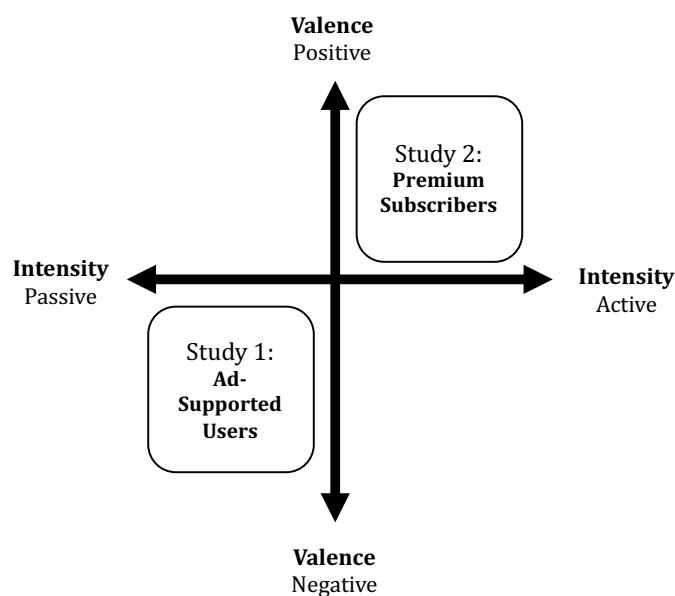 Valence
Positive
Study 2:
Premium
Subscribers
Intensity
Passive
Intensity
Active
Study 1:
Ad-
Supported
Users
Valence
Negative